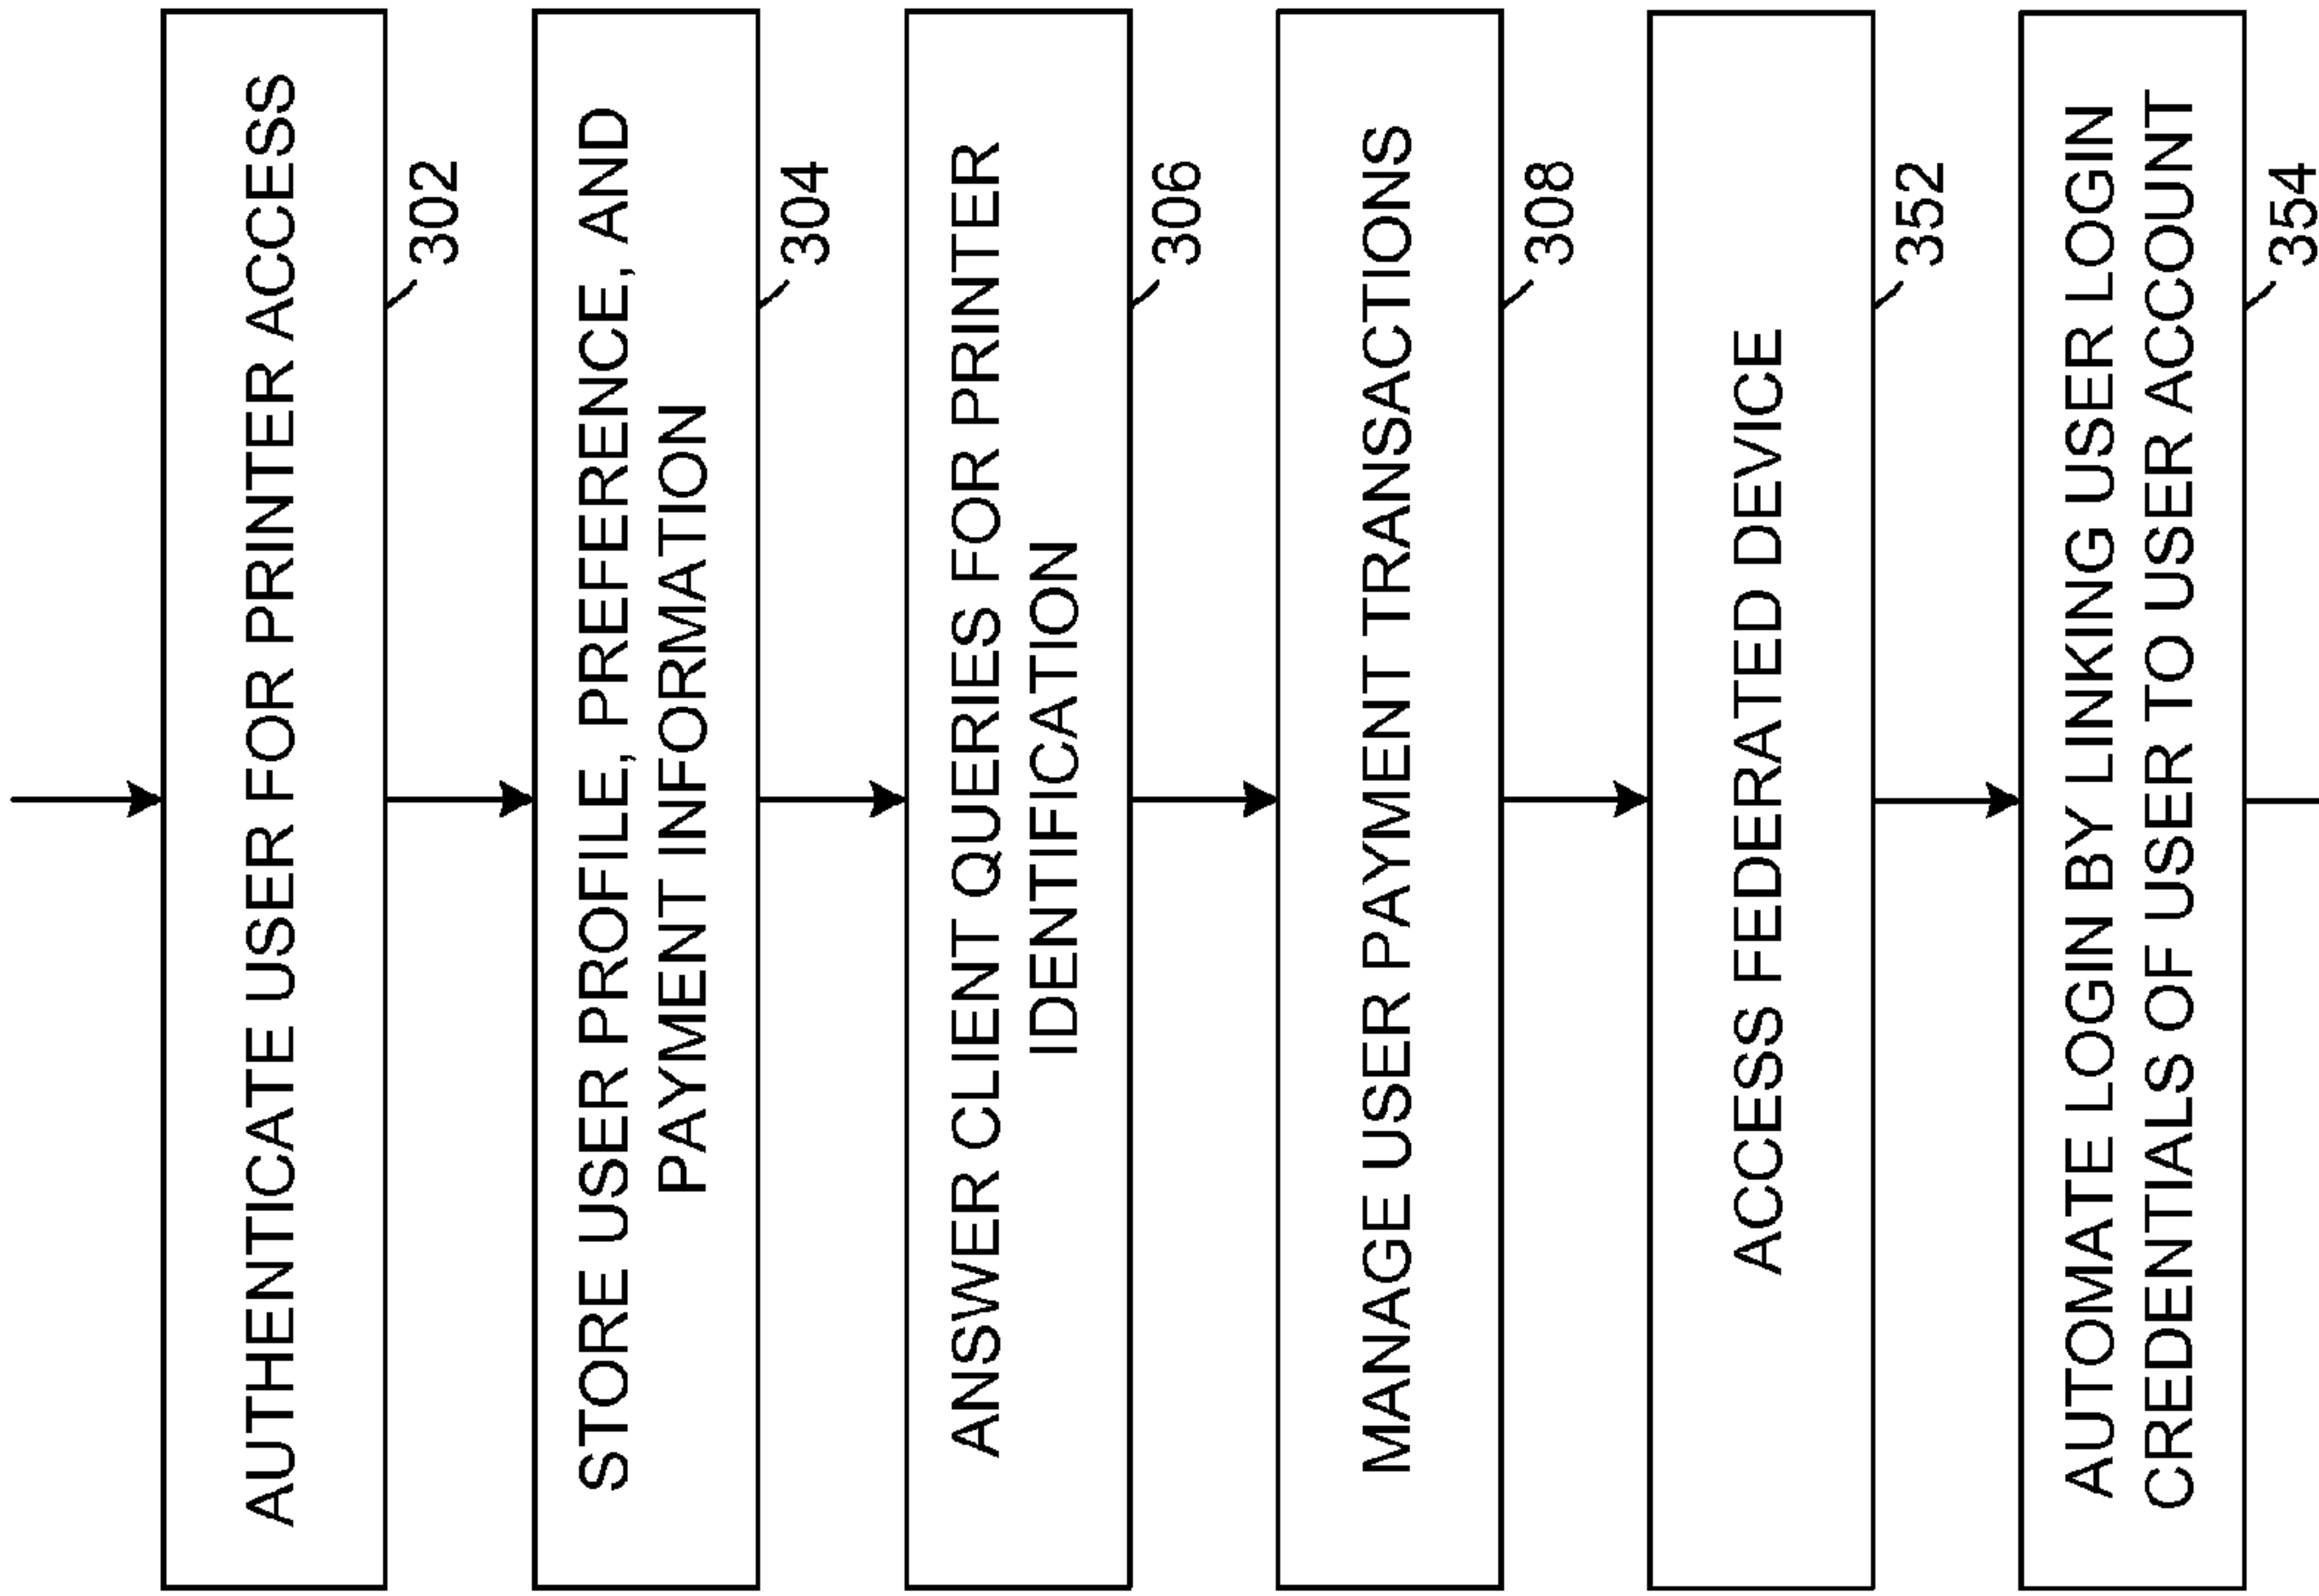 AUTHENTICATE USER FOR PRINTER ACCESS
302
STORE USER PROFILE, PREFERENCE, AND
PAYMENT INFORMATION
304
ANSWER CLIENT QUERIES FOR PRINTER
IDENTIFICATION
306
MANAGE USER PAYMENT TRANSACTIONS
308
ACCESS FEDERATED DEVICE
352
AUTOMATE LOGIN BY LINKING USER LOGIN
CREDENTIALS OF USER TO USER ACCOUNT
354